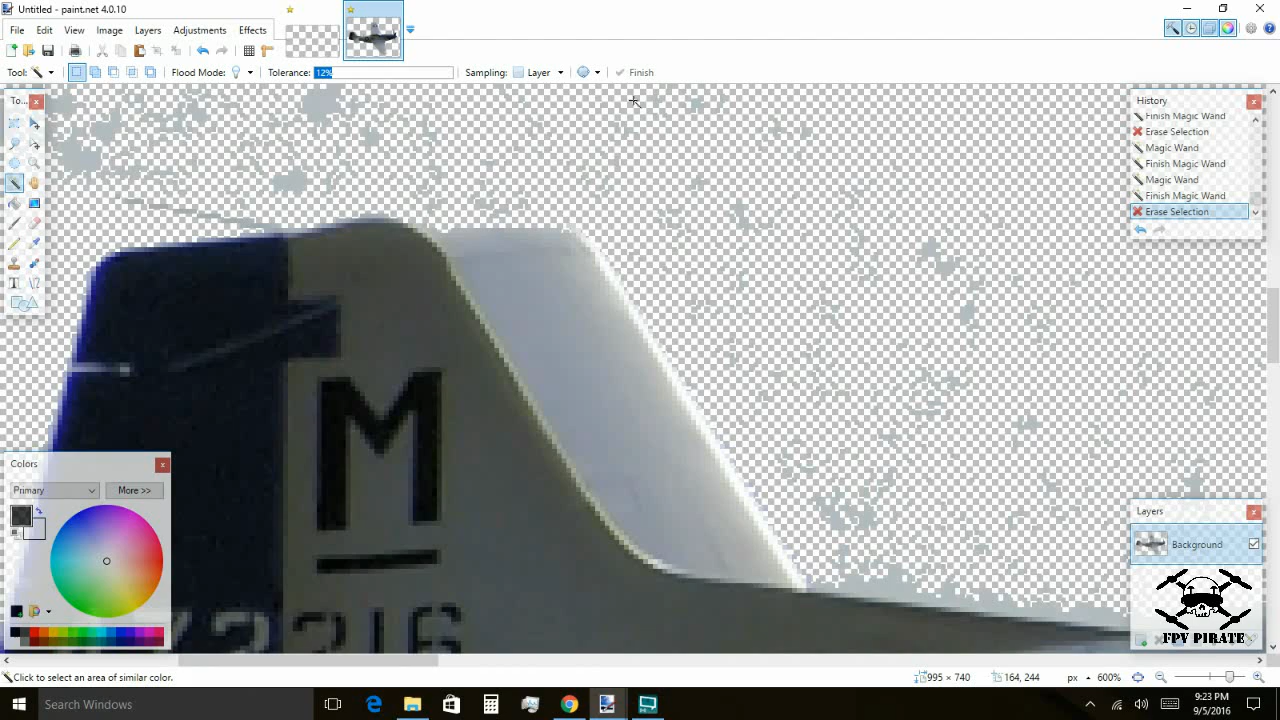 Untitled - paint.net 4.0.10
File Edit View Image Layers Adjustments Effects
Tool: Flood Mode: Tolerance: 12% Sampling: Layer Finish
To...
History
Finish Magic Wand
Erase Selection
Magic Wand
Finish Magic Wand
Magic Wand
Finish Magic Wand
Erase Selection
M
Colors
Primary More >>
Layers
Background
FPV PIRATE
Click to select an area of similar color.
995 × 740 164, 244 px 600%
Search Windows
9:23 PM
9/5/2016